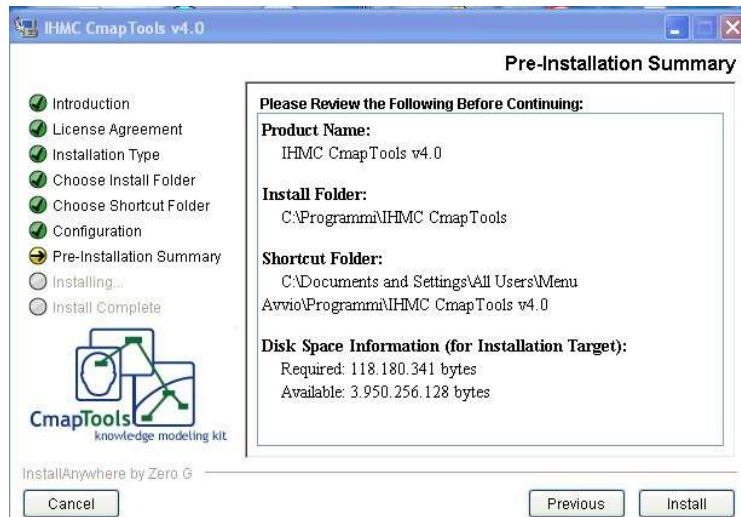 IHMC CmapTools v4.0
Pre-Installation Summary
Introduction
License Agreement
Installation Type
Choose Install Folder
Choose Shortcut Folder
Configuration
Pre-Installation Summary
Installing...
Install Complete
CmapTools
knowledge modeling kit
Please Review the Following Before Continuing:
Product Name:
IHMC CmapTools v4.0
Install Folder:
C:\Programmi\IHMC CmapTools
Shortcut Folder:
C:\Documents and Settings\All Users\Menu
Avvio\Programmi\IHMC CmapTools v4.0
Disk Space Information (for Installation Target):
Required: 118.180.341 bytes
Available: 3.950.256.128 bytes
InstallAnywhere by Zero G
Cancel
Previous
Install